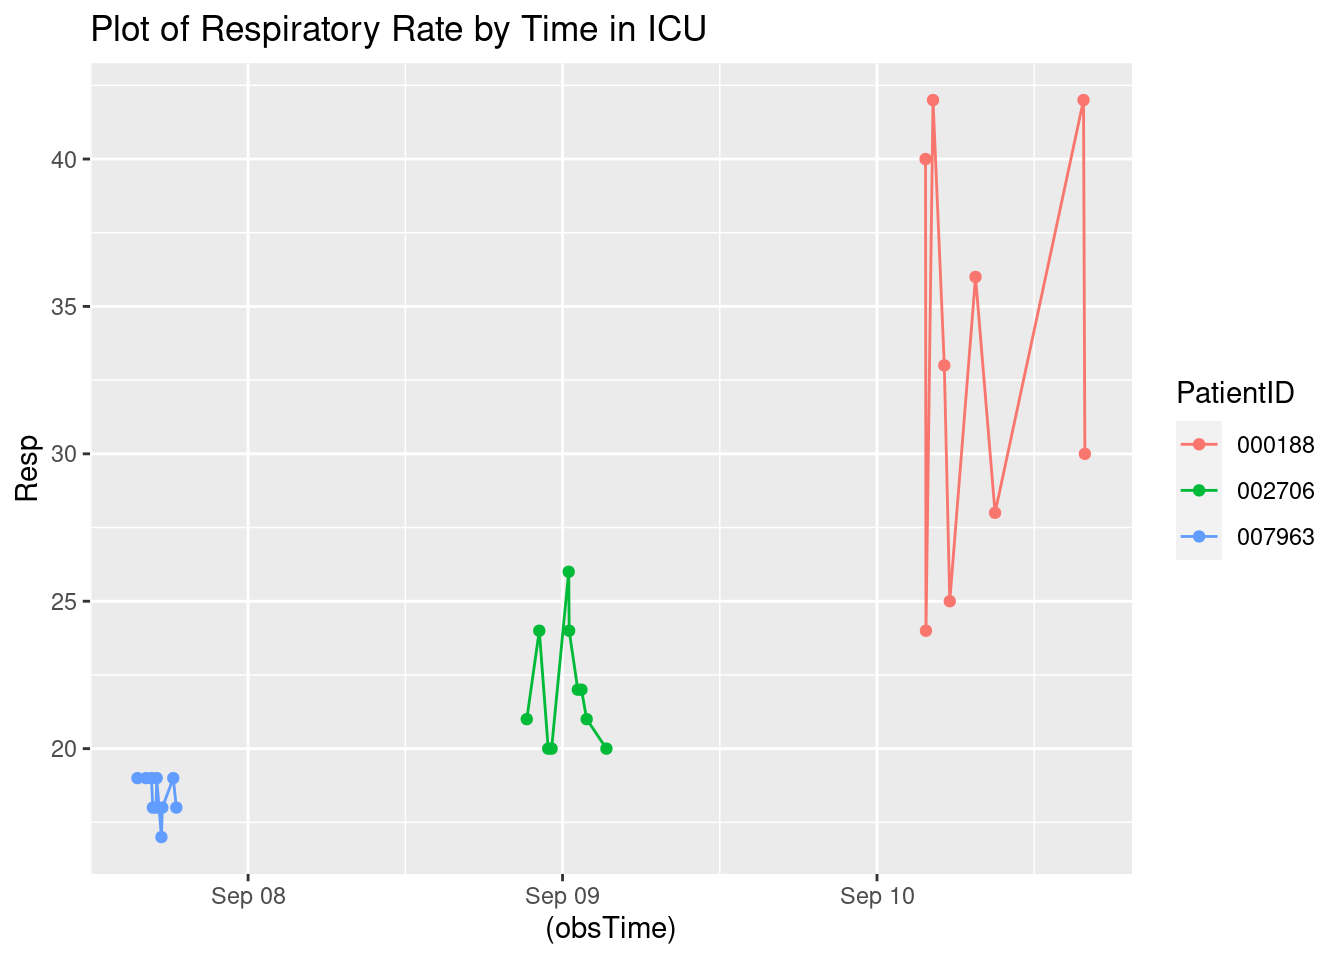 Plot of Respiratory Rate by Time in ICU
40
35
30
25
20
Resp
Sep 08
Sep 09
Sep 10
(obsTime)
PatientID
000188
002706
007963